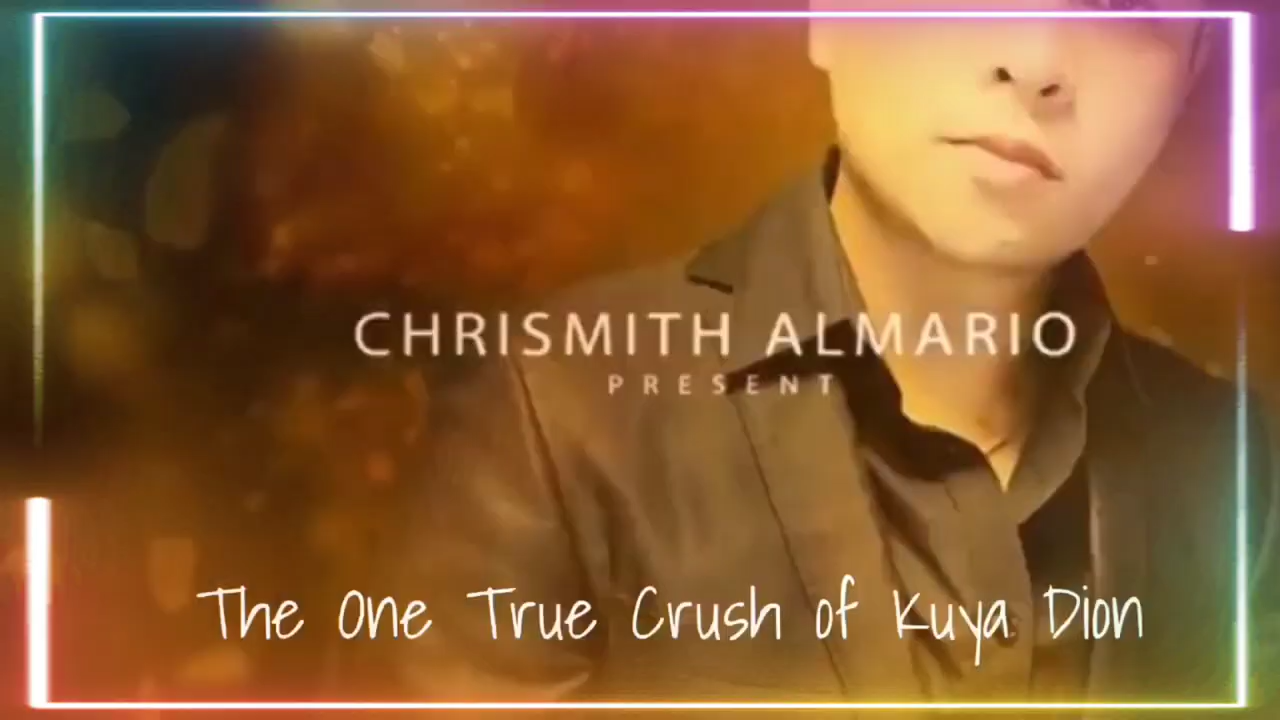 CHRISMITH ALMARIO
PRESENT
The One True Crush of Kuya Dion